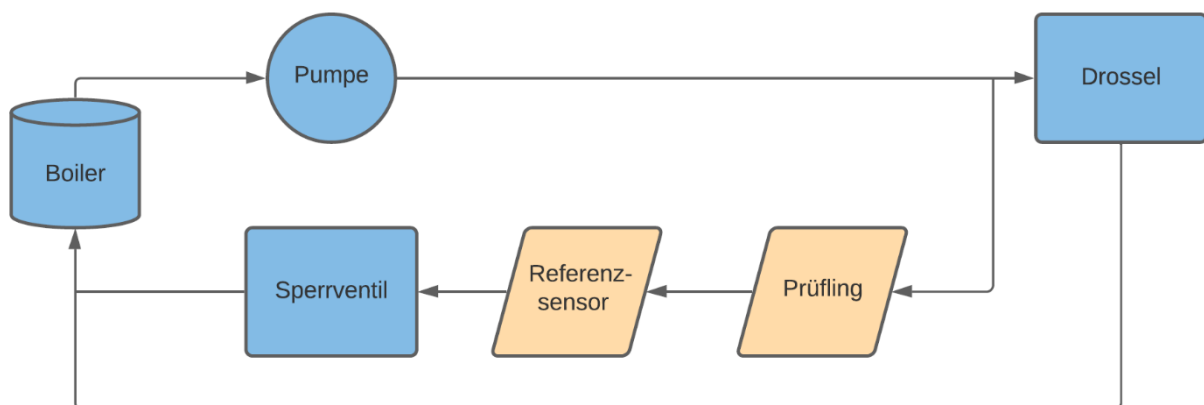 Pumpe
Drossel
Boiler
Sperrventil
Referenz-
sensor
Prüfling